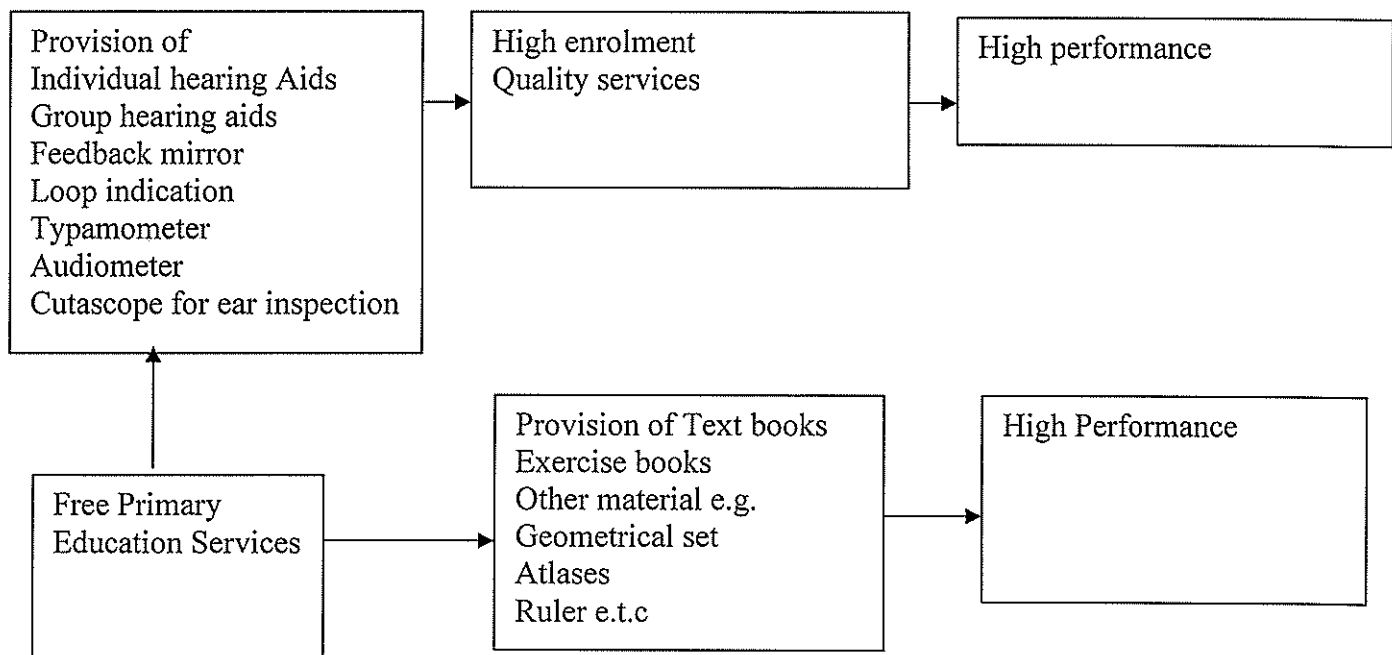 Provision of
Individual hearing Aids
Group hearing aids
Feedback mirror
Loop indication
Typamometer
Audiometer
Cutascope for ear inspection
High enrolment
Quality services
High performance
Free Primary
Education Services
Provision of Text books
Exercise books
Other material e.g.
Geometrical set
Atlases
Ruler e.t.c
High Performance